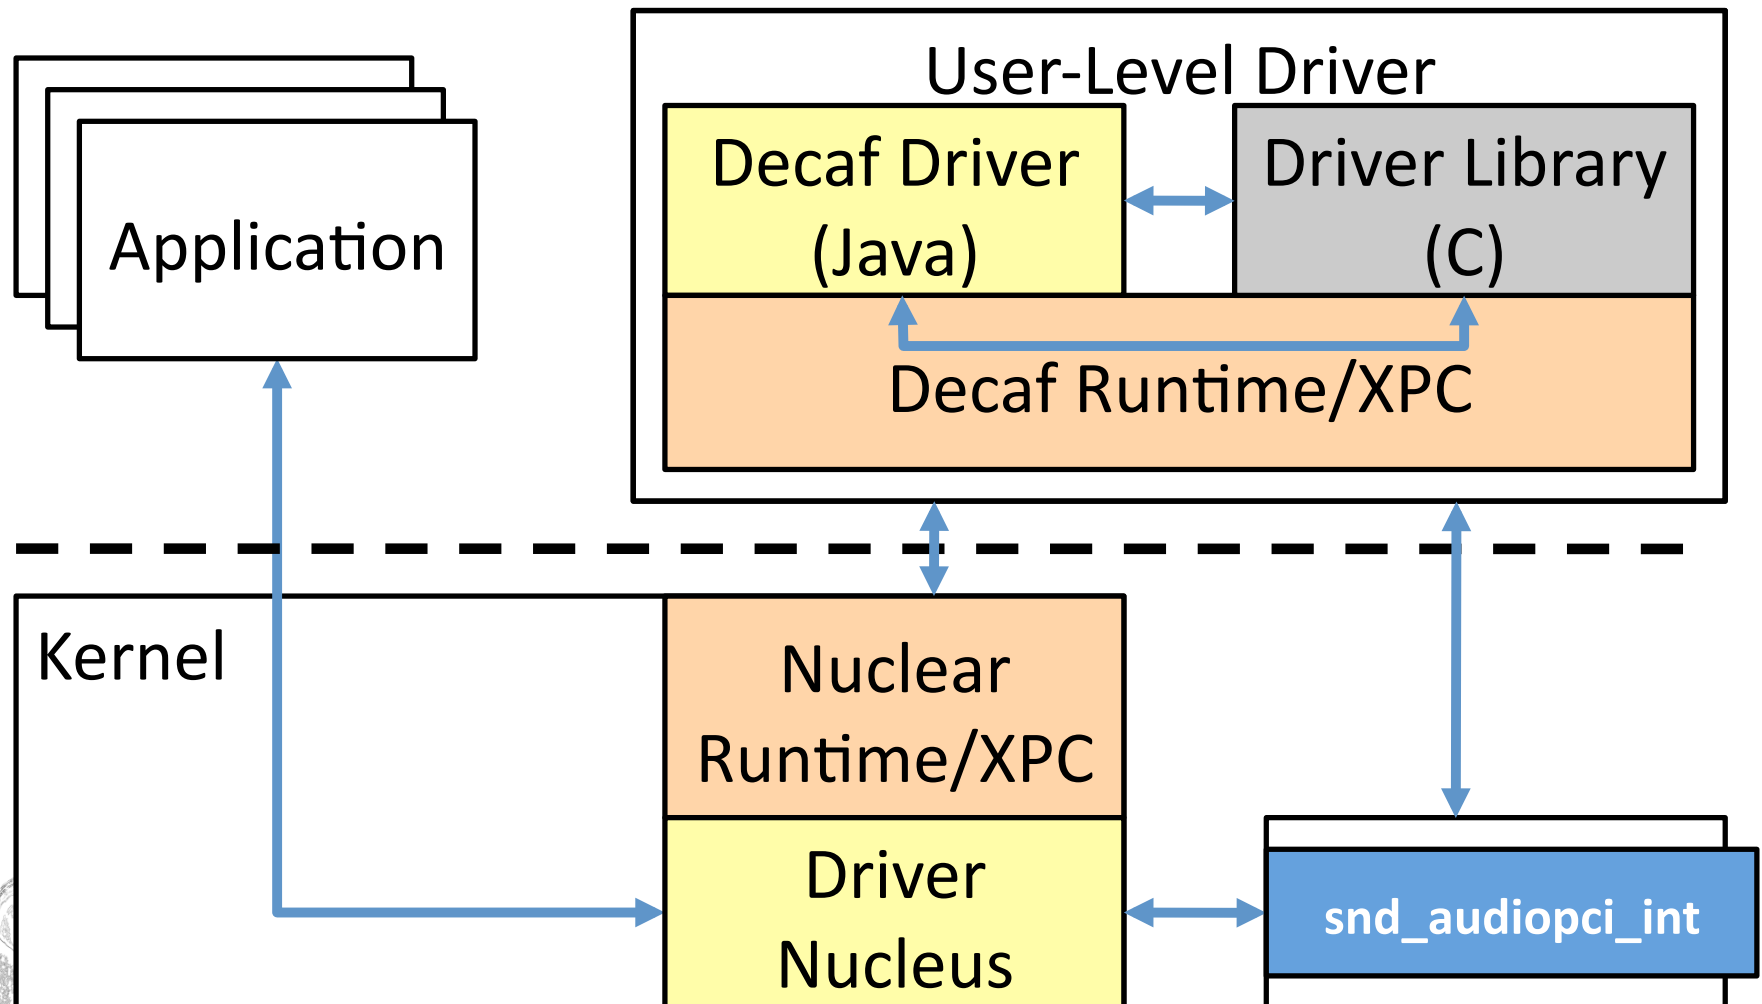 User-Level Driver
Application
Decaf Driver
(Java)
Driver Library
(C)
Decaf Runtime/XPC
Kernel
Nuclear
Runtime/XPC
Driver
Nucleus
snd_audiopci_int